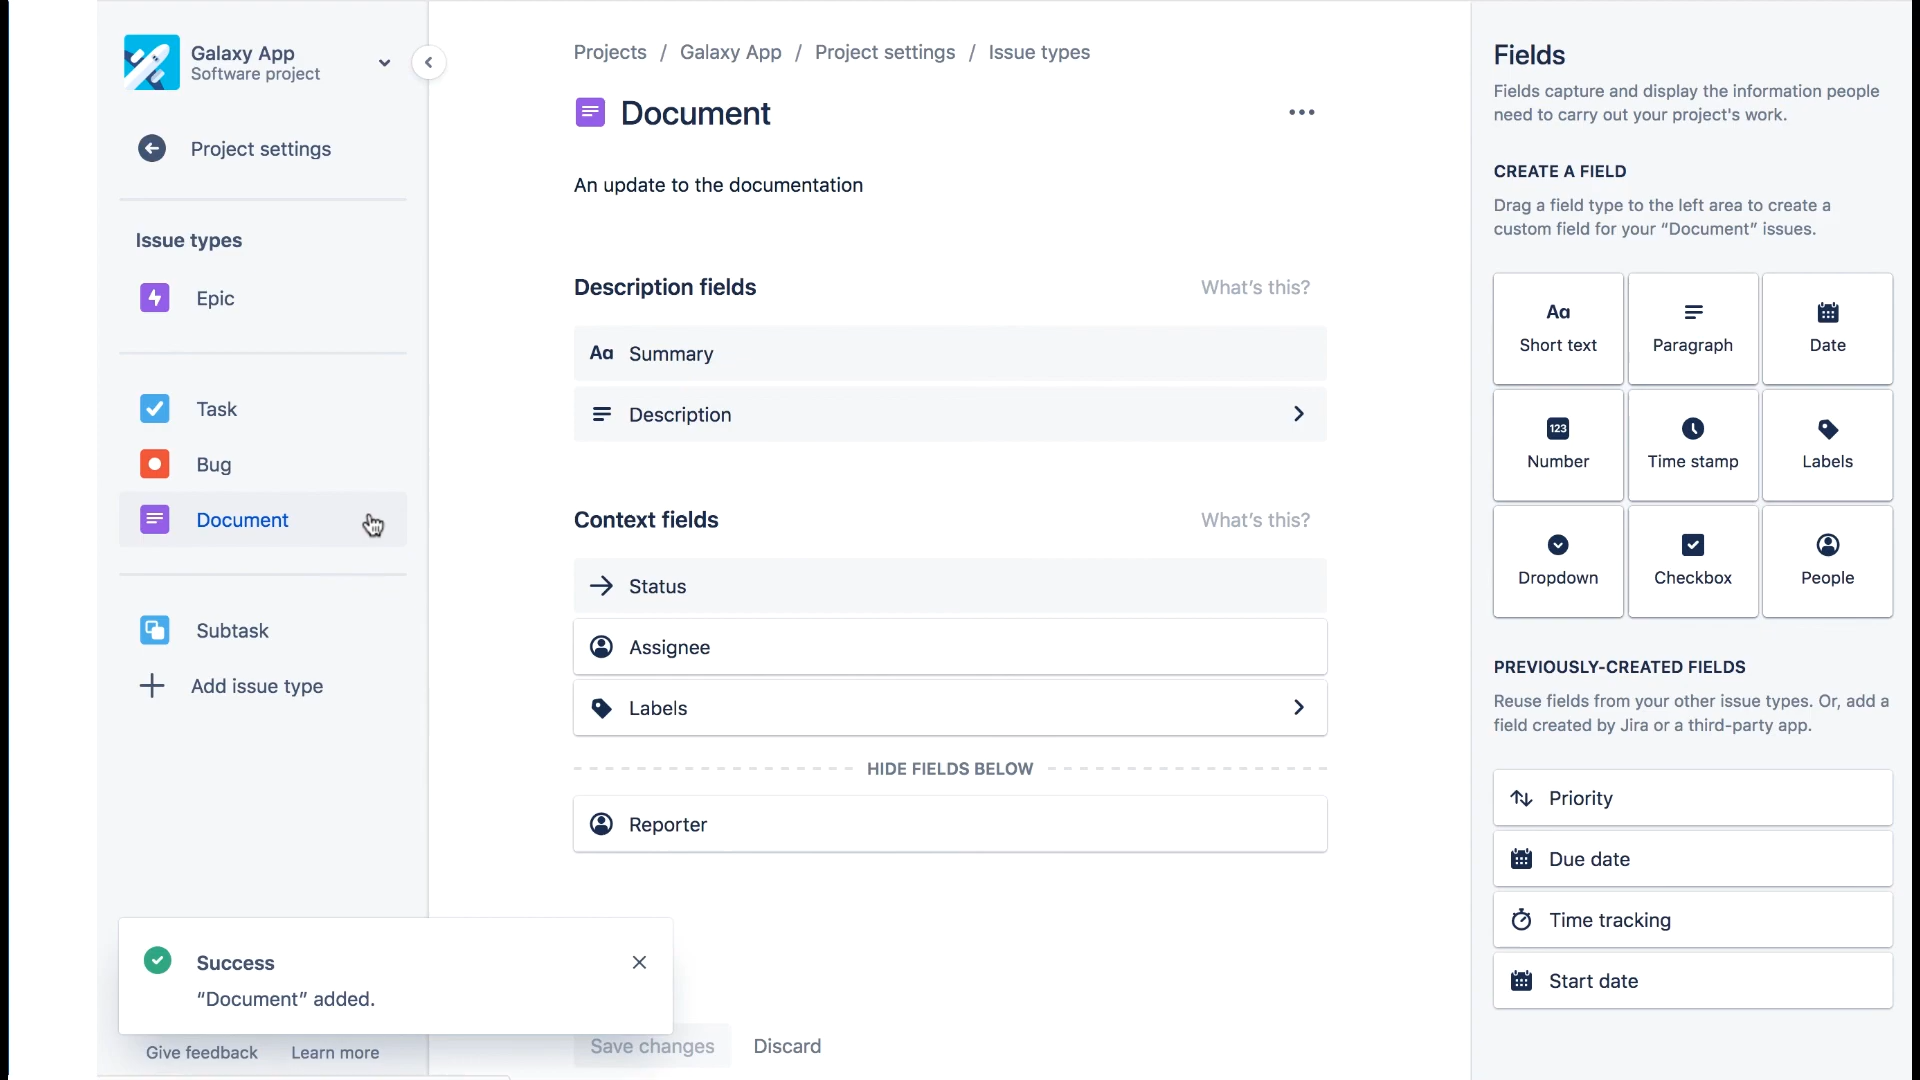 Galaxy App
Software project
Project settings
Issue types
Epic
Task
Bug
Document
Subtask
Add issue type
Success
“Document” added.
Give feedback
Learn more
Projects / Galaxy App / Project settings / Issue types
Document
An update to the documentation
Description fields
What’s this?
Aa Summary
Description
Context fields
What’s this?
Status
Assignee
Labels
HIDE FIELDS BELOW
Reporter
Save changes
Discard
Fields
Fields capture and display the information people
need to carry out your project's work.
CREATE A FIELD
Drag a field type to the left area to create a
custom field for your “Document” issues.
Aa
Short text
Paragraph
Date
123
Number
Time stamp
Labels
Dropdown
Checkbox
People
PREVIOUSLY-CREATED FIELDS
Reuse fields from your other issue types. Or, add a
field created by Jira or a third-party app.
Priority
Due date
Time tracking
Start date